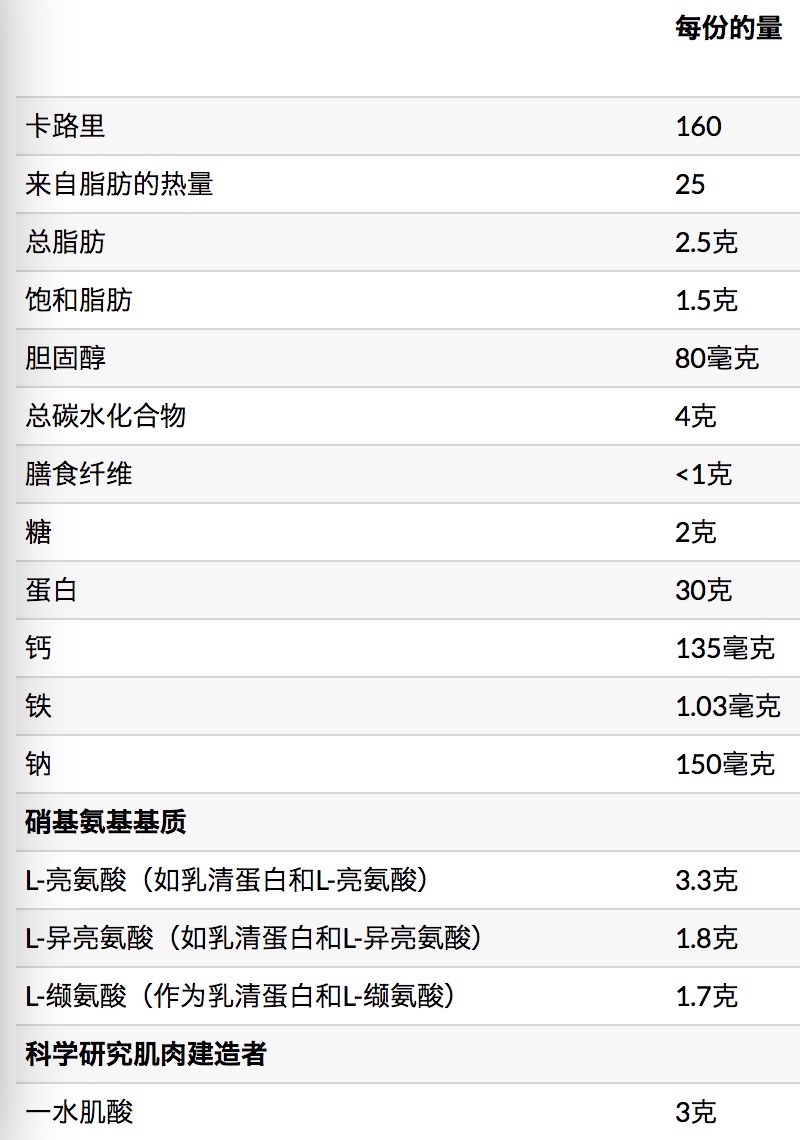 每份的量
卡路里 160
来自脂肪的热量 25
总脂肪 2.5克
饱和脂肪 1.5克
胆固醇 80毫克
总碳水化合物 4克
膳食纤维 <1克
糖 2克
蛋白 30克
钙 135毫克
铁 1.03毫克
钠 150毫克
硝基氨基基质
L-亮氨酸（如乳清蛋白和L-亮氨酸） 3.3克
L-异亮氨酸（如乳清蛋白和L-异亮氨酸） 1.8克
L-缬氨酸（作为乳清蛋白和L-缬氨酸） 1.7克
科学研究肌肉建造者
一水肌酸 3克